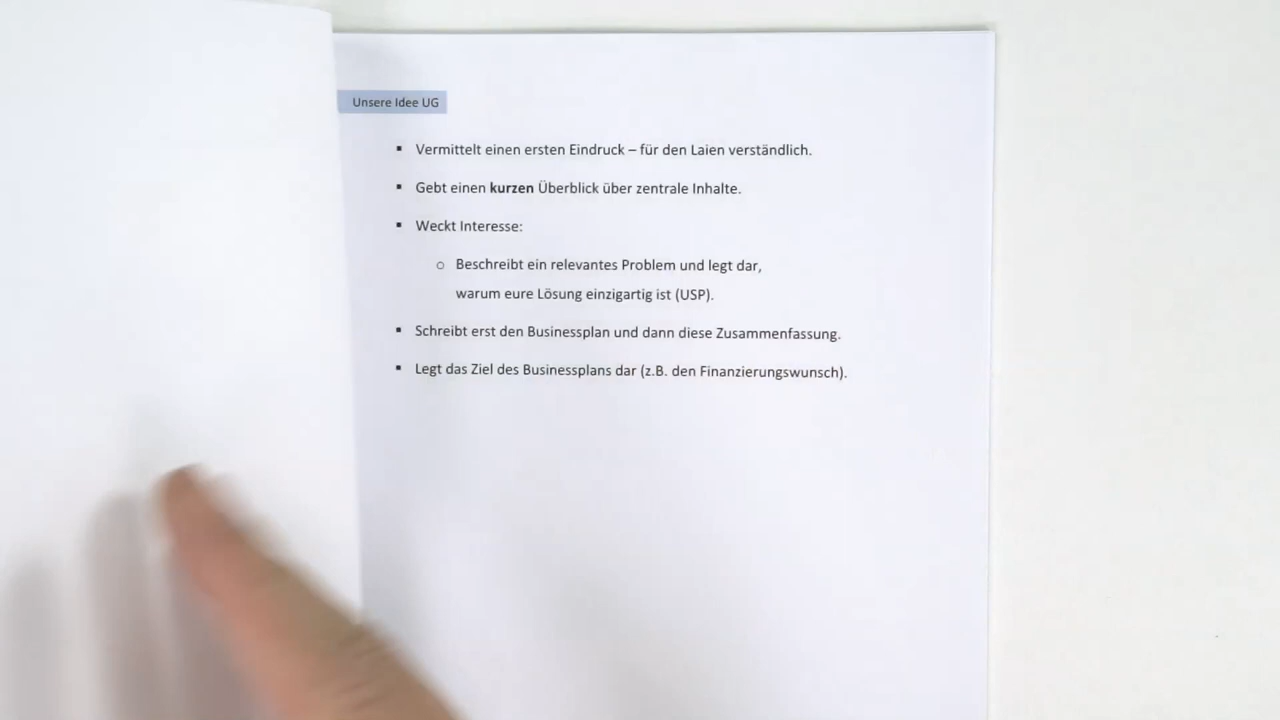 Unsere Idee UG
▪ Vermittelt einen ersten Eindruck – für den Laien verständlich.
▪ Gebt einen kurzen Überblick über zentrale Inhalte.
▪ Weckt Interesse:
○ Beschreibt ein relevantes Problem und legt dar,
warum eure Lösung einzigartig ist (USP).
▪ Schreibt erst den Businessplan und dann diese Zusammenfassung.
▪ Legt das Ziel des Businessplans dar (z.B. den Finanzierungswunsch).